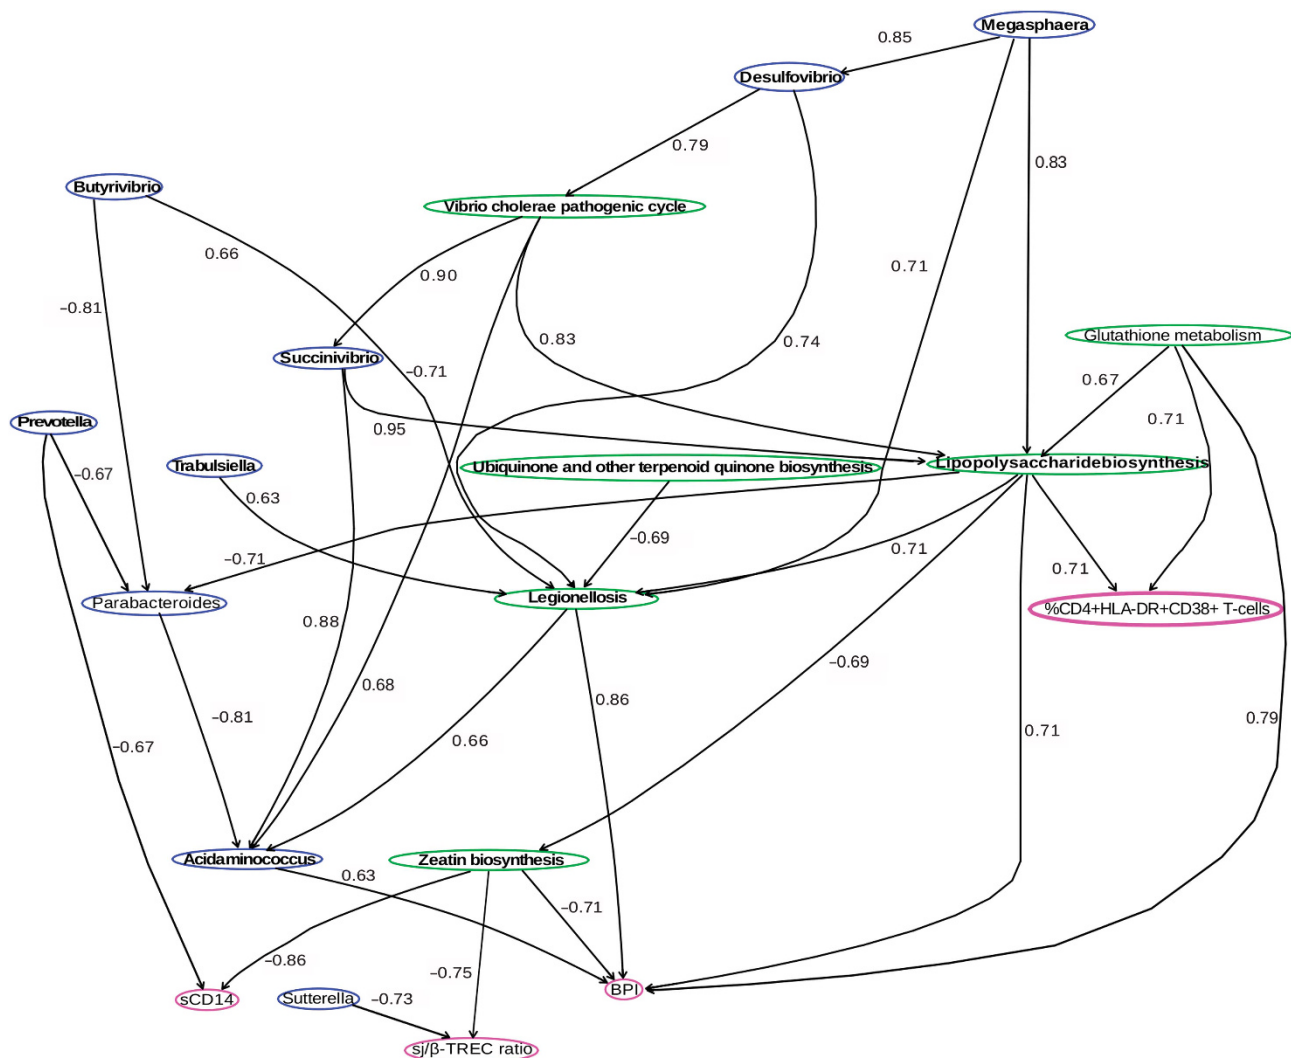 Megasphaera
0.85
Desulfovibrio
0.79
0.83
Butyrivibrio
Vibrio cholerae pathogenic cycle
0.66
0.90
0.71
−0.81
0.83
0.74
Glutathione metabolism
Succinivibrio
−0.71
0.67
0.71
Prevotella
0.95
−0.67
Trabulsiella
Ubiquinone and other terpenoid quinone biosynthesis
Lipopolysaccharidebiosynthesis
0.63
−0.69
−0.71
0.71
0.71
Parabacteroides
Legionellosis
%CD4+HLA-DR+CD38+ T-cells
0.88
−0.69
0.68
0.86
−0.81
0.79
0.71
−0.67
0.66
Acidaminococcus
Zeatin biosynthesis
0.63
−0.71
−0.86
−0.75
sCD14
Sutterella
−0.73
BPI
sj/β-TREC ratio